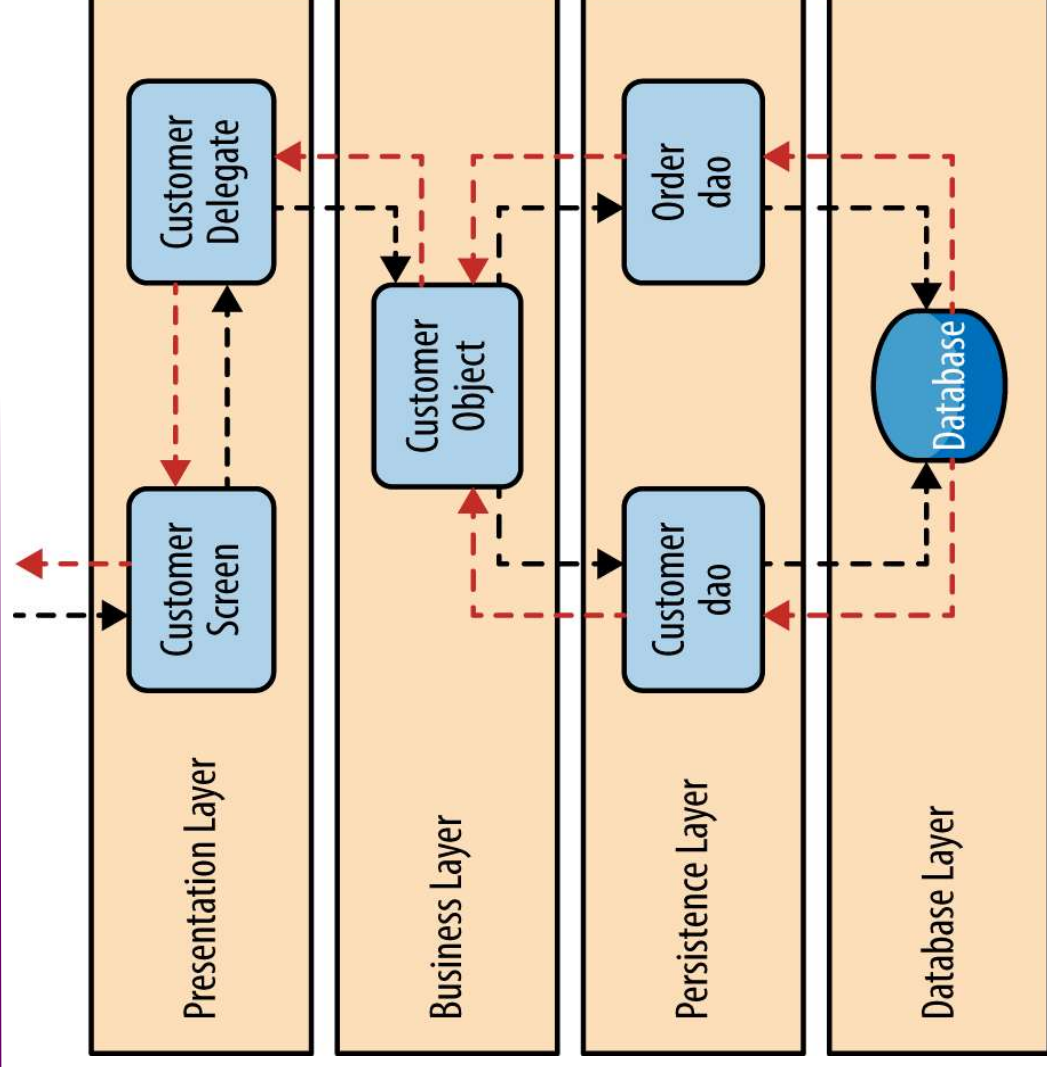 Presentation Layer
Customer
Screen
Customer
Delegate
Business Layer
Customer
Object
Persistence Layer
Customer
dao
Order
dao
Database Layer
Database